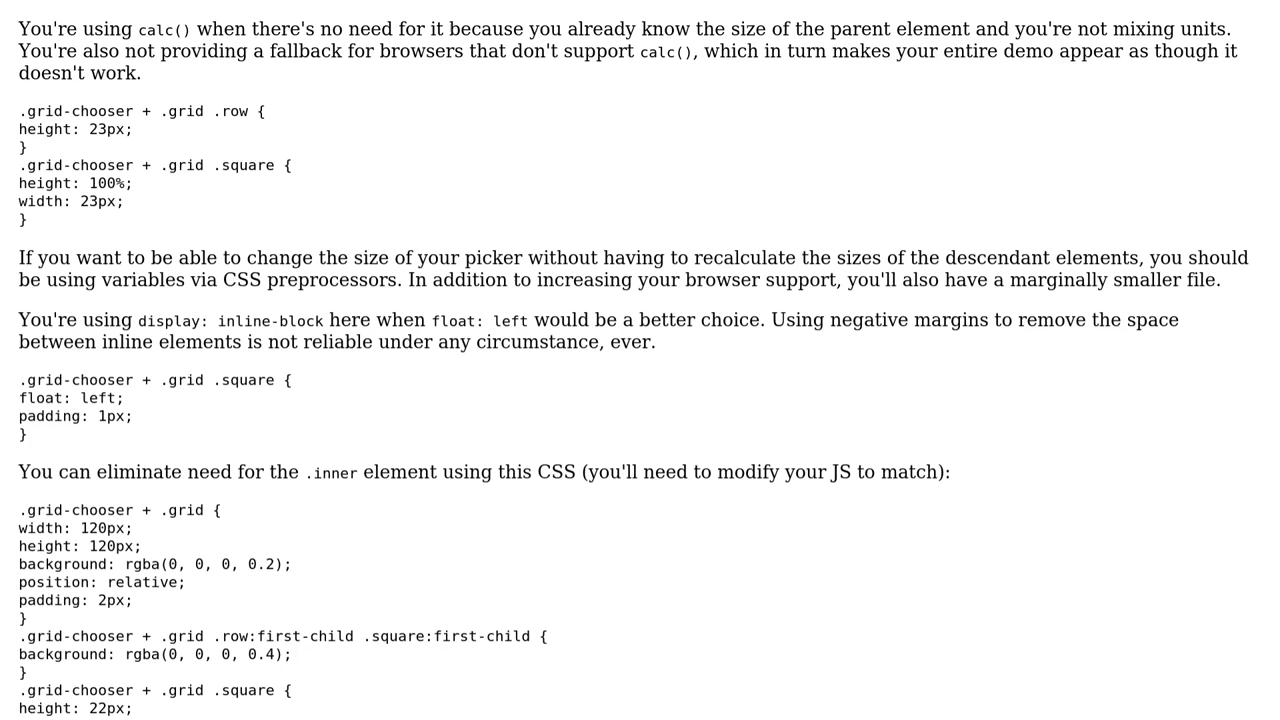 You're using calc() when there's no need for it because you already know the size of the parent element and you're not mixing units.
You're also not providing a fallback for browsers that don't support calc(), which in turn makes your entire demo appear as though it
doesn't work.
.grid-chooser + .grid .row {
height: 23px;
}
.grid-chooser + .grid .square {
height: 100%;
width: 23px;
}
If you want to be able to change the size of your picker without having to recalculate the sizes of the descendant elements, you should
be using variables via CSS preprocessors. In addition to increasing your browser support, you'll also have a marginally smaller file.
You're using display: inline-block here when float: left would be a better choice. Using negative margins to remove the space
between inline elements is not reliable under any circumstance, ever.
.grid-chooser + .grid .square {
float: left;
padding: 1px;
}
You can eliminate need for the .inner element using this CSS (you'll need to modify your JS to match):
.grid-chooser + .grid {
width: 120px;
height: 120px;
background: rgba(0, 0, 0, 0.2);
position: relative;
padding: 2px;
}
.grid-chooser + .grid .row:first-child .square:first-child {
background: rgba(0, 0, 0, 0.4);
}
.grid-chooser + .grid .square {
height: 22px;